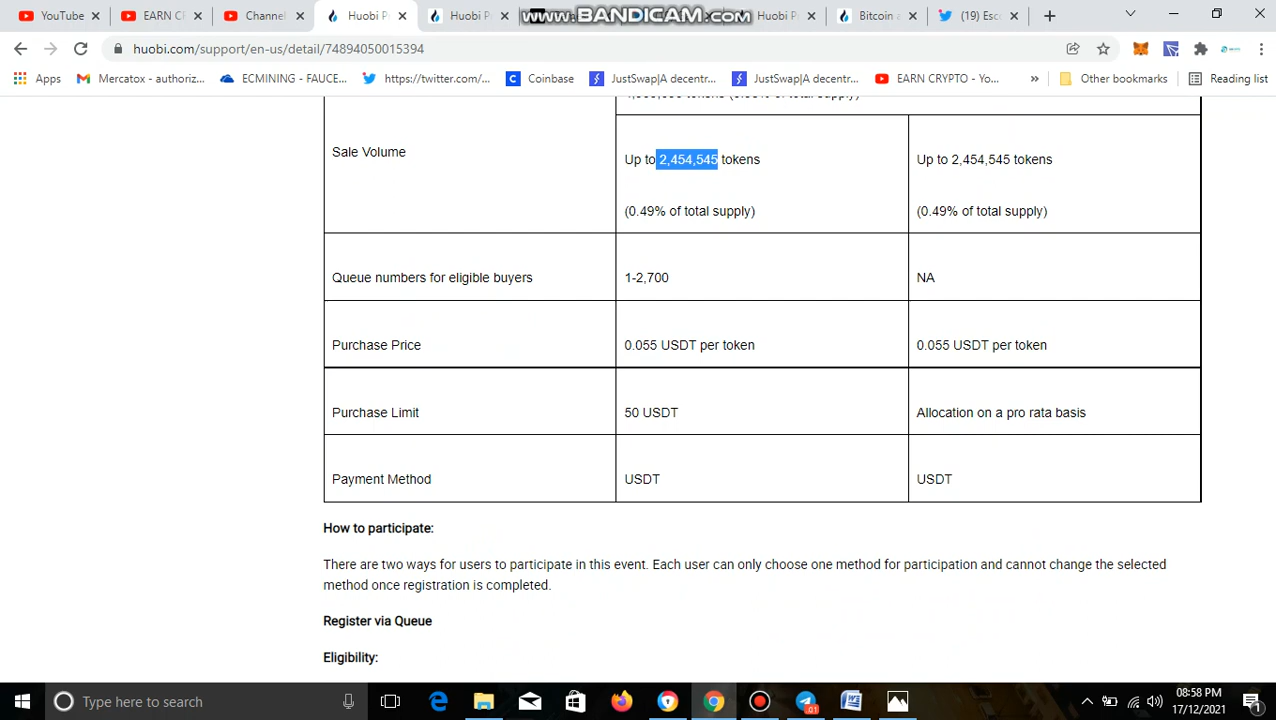 YouTube
EARN C
Channel
Huobi P
Huobi P
www.BANDICAM.com
Huobi P
Bitcoin a
(19) Esco
huobi.com/support/en-us/detail/74894050015394
Apps
Mercatox - authoriz...
ECMINING - FAUCE...
https://twitter.com/...
Coinbase
JustSwap|A decentr...
JustSwap|A decentr...
EARN CRYPTO - Yo...
»
Other bookmarks
Reading list
Sale Volume
Up to 2,454,545 tokens
(0.49% of total supply)
Up to 2,454,545 tokens
(0.49% of total supply)
Queue numbers for eligible buyers
1-2,700
NA
Purchase Price
0.055 USDT per token
0.055 USDT per token
Purchase Limit
50 USDT
Allocation on a pro rata basis
Payment Method
USDT
USDT
How to participate:
There are two ways for users to participate in this event. Each user can only choose one method for participation and cannot change the selected
method once registration is completed.
Register via Queue
Eligibility:
Type here to search
08:58 PM
17/12/2021